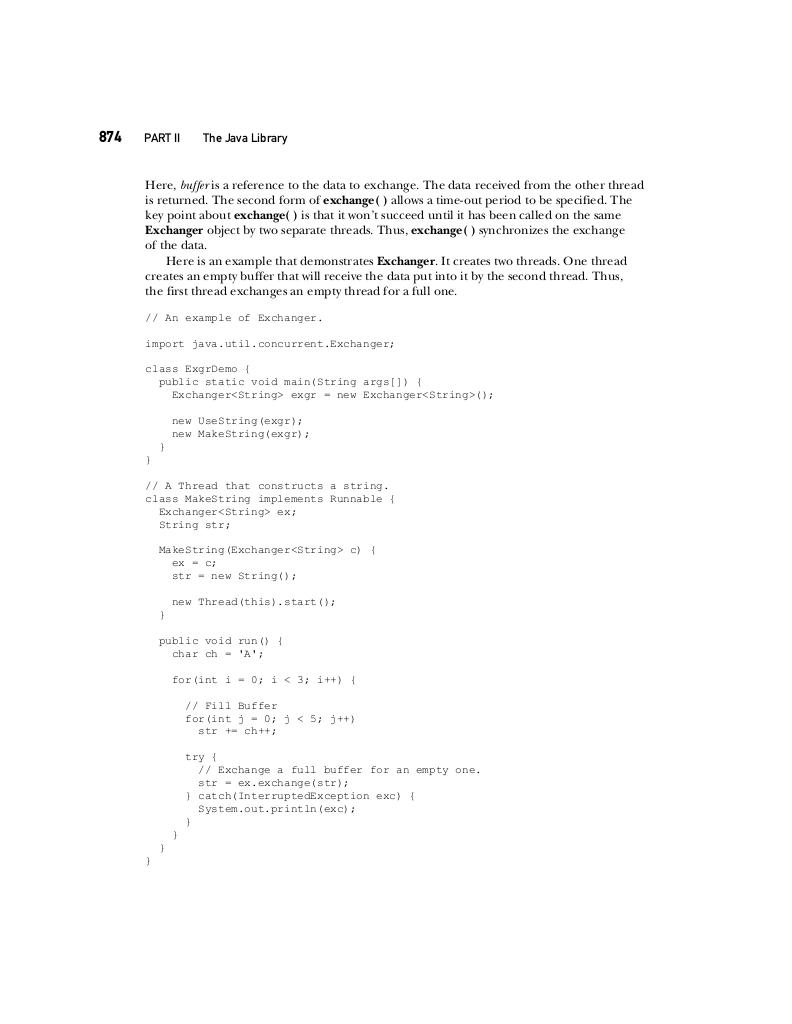 874 PART II The Java Library
Here, buffer is a reference to the data to exchange. The data received from the other thread
is returned. The second form of exchange( ) allows a time-out period to be specified. The
key point about exchange( ) is that it won't succeed until it has been called on the same
Exchanger object by two separate threads. Thus, exchange( ) synchronizes the exchange
of the data.
Here is an example that demonstrates Exchanger. It creates two threads. One thread
creates an empty buffer that will receive the data put into it by the second thread. Thus,
the first thread exchanges an empty thread for a full one.
// An example of Exchanger.
import java.util.concurrent.Exchanger;
class ExgrDemo {
  public static void main(String args[]) {
    Exchanger<String> exgr = new Exchanger<String>();
    new UseString(exgr);
    new MakeString(exgr);
  }
}
// A Thread that constructs a string.
class MakeString implements Runnable {
  Exchanger<String> ex;
  String str;
  MakeString(Exchanger<String> c) {
    ex = c;
    str = new String();
    new Thread(this).start();
  }
  public void run() {
    char ch = 'A';
    for(int i = 0; i < 3; i++) {
      // Fill Buffer
      for(int j = 0; j < 5; j++)
        str += ch++;
      try {
        // Exchange a full buffer for an empty one.
        str = ex.exchange(str);
      } catch(InterruptedException exc) {
        System.out.println(exc);
      }
    }
  }
}